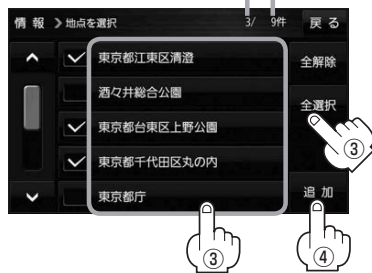 情報 ❯地点を選択 3/ 9件 戻る
東京都江東区清澄 全解除
酒々井総合公園
全選択
東京都台東区上野公園
③
東京都千代田区丸の内
東京都庁 追加
③ ④